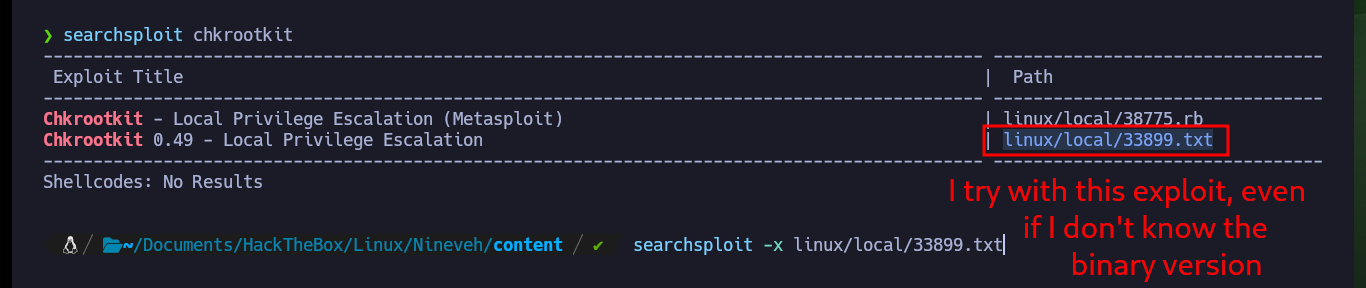 ❯ searchsploit chkrootkit
Exploit Title | Path
Chkrootkit - Local Privilege Escalation (Metasploit) | linux/local/38775.rb
Chkrootkit 0.49 - Local Privilege Escalation | linux/local/33899.txt
Shellcodes: No Results
I try with this exploit, even
if I don't know the
binary version
~/Documents/HackTheBox/Linux/Nineveh/content / ✔ searchsploit -x linux/local/33899.txt